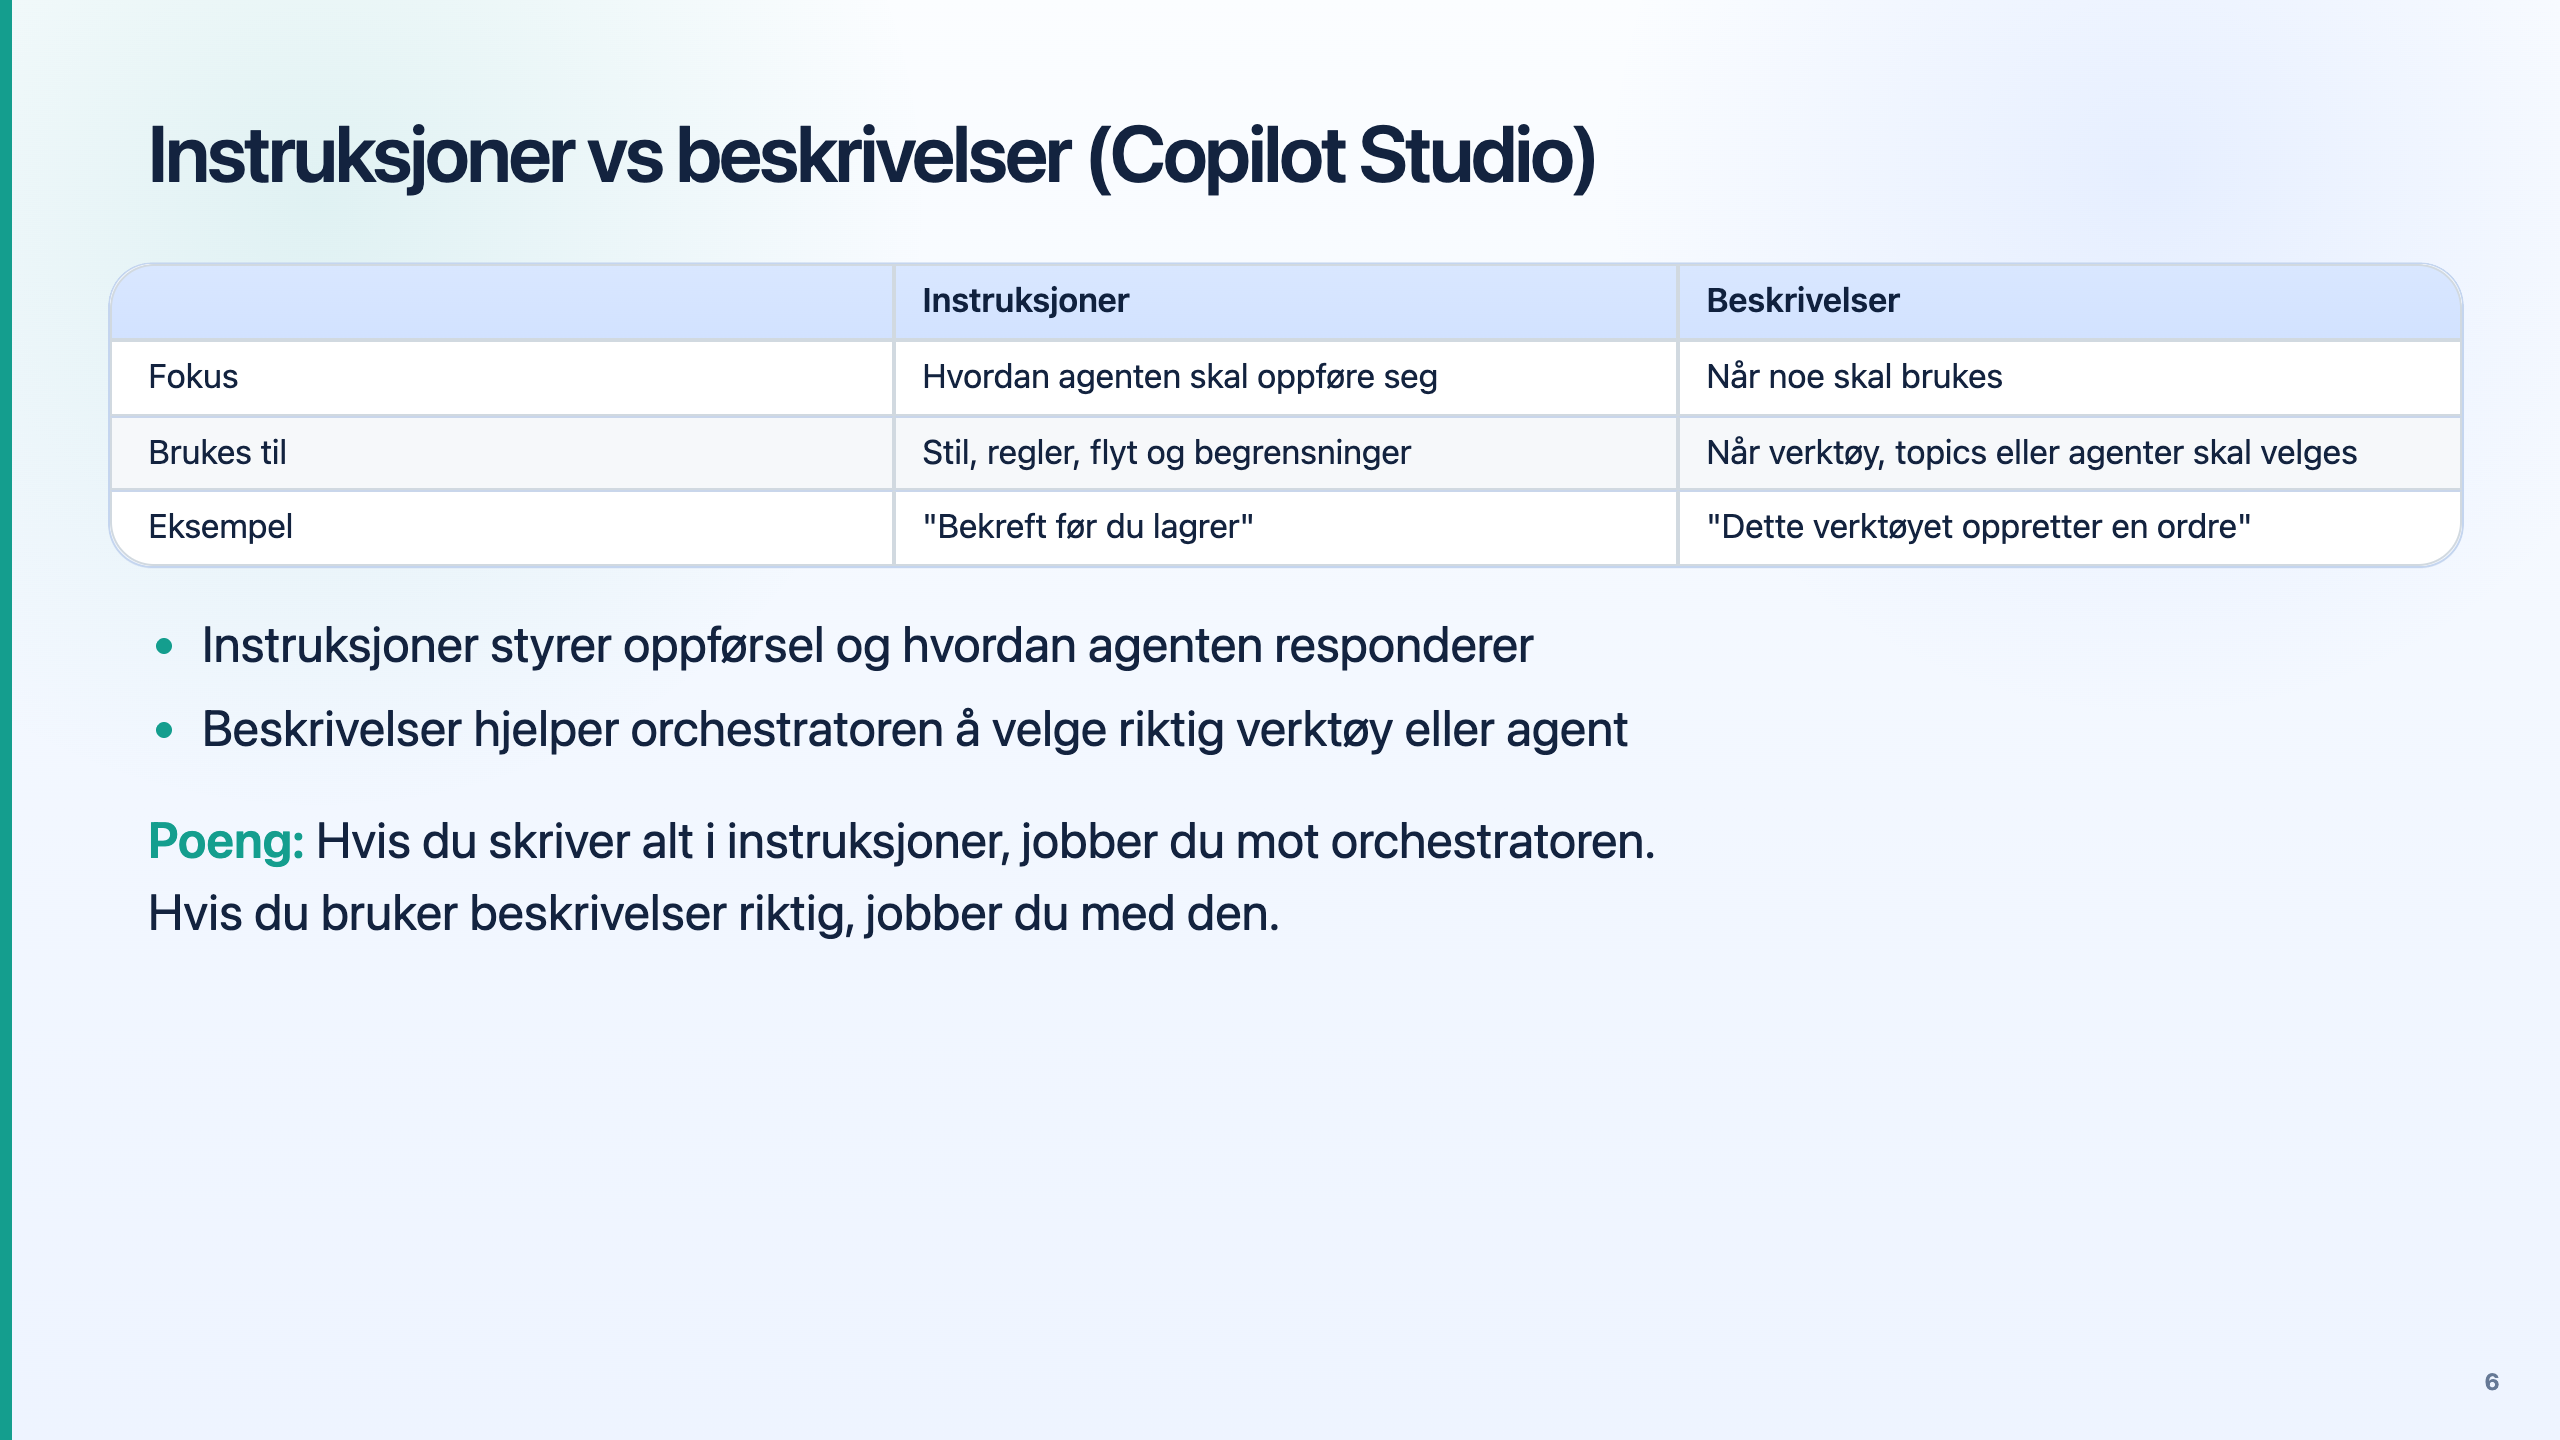 Instruksjoner vs beskrivelser (Copilot Studio)
Instruksjoner Beskrivelser
Fokus Hvordan agenten skal oppføre seg Når noe skal brukes
Brukes til Stil, regler, flyt og begrensninger Når verktøy, topics eller agenter skal velges
Eksempel "Bekreft før du lagrer" "Dette verktøyet oppretter en ordre"
• Instruksjoner styrer oppførsel og hvordan agenten responderer
• Beskrivelser hjelper orchestratoren å velge riktig verktøy eller agent
Poeng: Hvis du skriver alt i instruksjoner, jobber du mot orchestratoren.
Hvis du bruker beskrivelser riktig, jobber du med den.
6